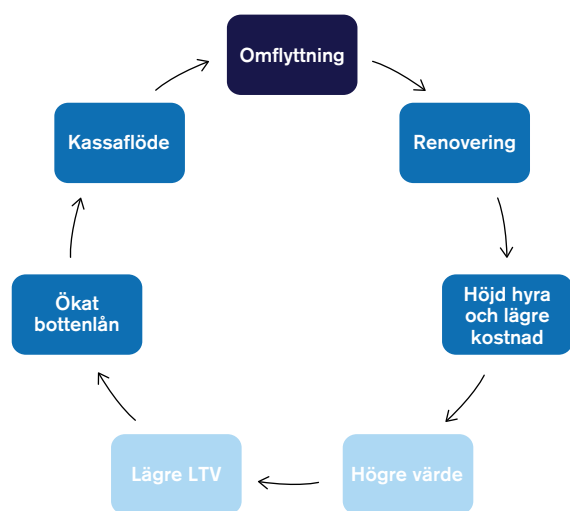 Omflyttning
Renovering
Höjd hyra
och lägre
kostnad
Högre värde
Lägre LTV
Ökat
bottenlån
Kassaflöde